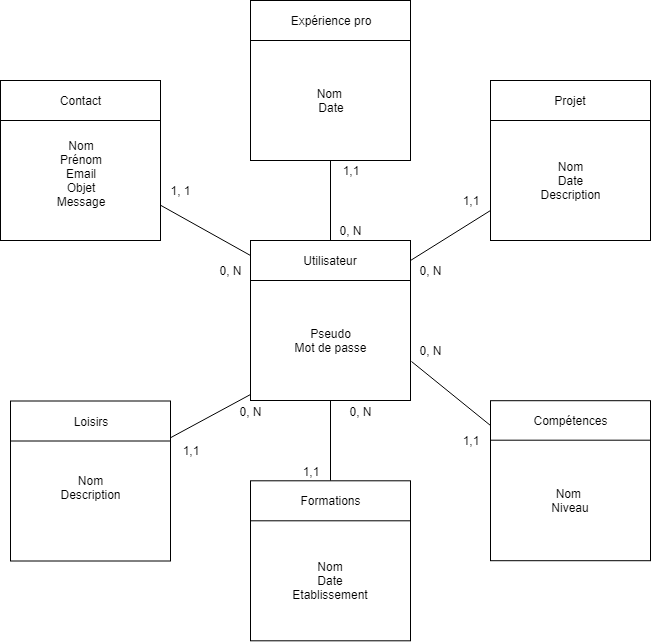 Expérience pro
Nom
Date
1,1
Contact
Nom
Prénom
Email
Objet
Message
1, 1
Projet
Nom
Date
Description
1,1
Utilisateur
Pseudo
Mot de passe
0, N
0, N
0, N
0, N
0, N
0, N
Loisirs
Nom
Description
1,1
Formations
Nom
Date
Etablissement
1,1
Compétences
Nom
Niveau
1,1